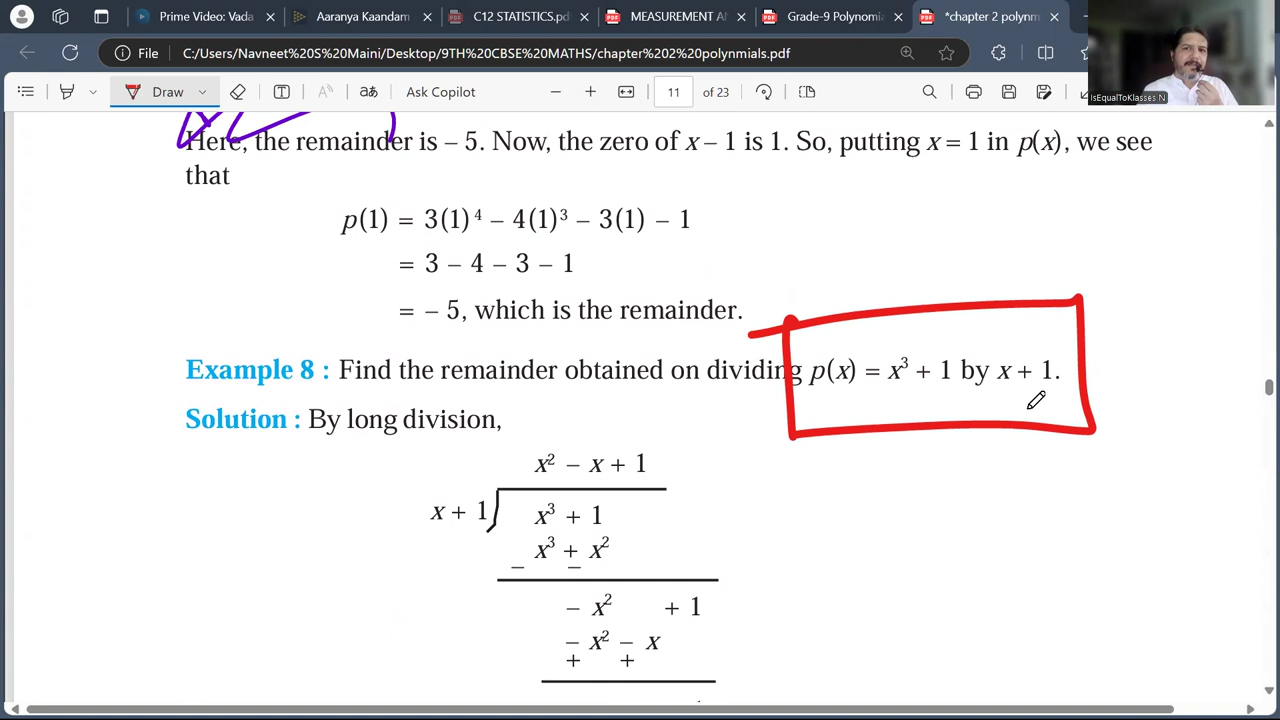 Prime Video: Vada
Aaranya Kaandam
C12 STATISTICS.pd
MEASUREMENT A
Grade-9 Polynomia
*chapter 2 polynm
File C:/Users/Navneet%20S%20Maini/Desktop/9TH%20CBSE%20MATHS/chapter%202%20polynmials.pdf
Draw aあ Ask Copilot 11 of 23
IsEqualToKlasses N
Here, the remainder is – 5. Now, the zero of x – 1 is 1. So, putting x = 1 in p(x), we see
that
p(1) = 3(1)⁴ – 4(1)³ – 3(1) – 1
= 3 – 4 – 3 – 1
= – 5, which is the remainder.
Example 8 : Find the remainder obtained on dividing p(x) = x³ + 1 by x + 1.
Solution : By long division,
x² – x + 1
x + 1 x³ + 1
x³ + x²
– –
– x² + 1
– x² – x
+ +